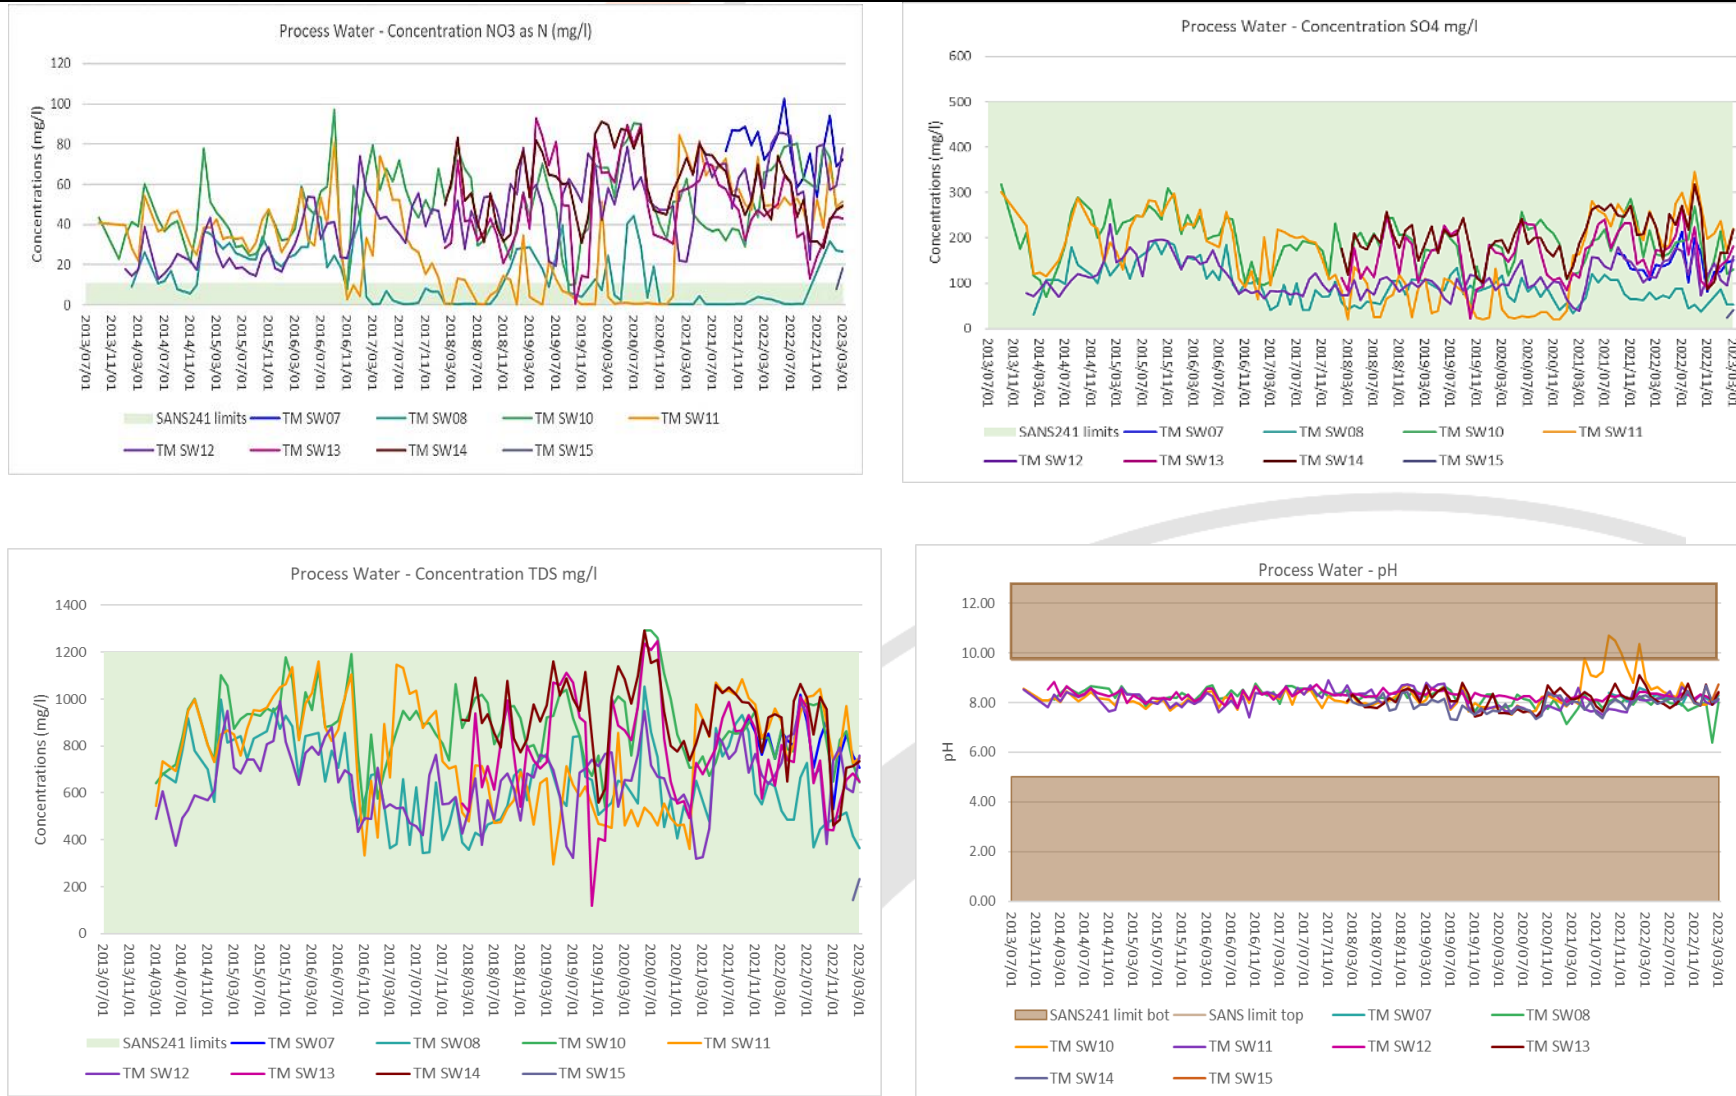 Process Water - Concentration NO3 as N (mg/l)
Concentrations (mg/l)
120
100
80
60
40
20
0
2013/07/01 2013/11/01 2014/03/01 2014/07/01 2014/11/01 2015/03/01 2015/07/01 2015/11/01 2016/03/01 2016/07/01 2016/11/01 2017/03/01 2017/07/01 2017/11/01 2018/03/01 2018/07/01 2018/11/01 2019/03/01 2019/07/01 2019/11/01 2020/03/01 2020/07/01 2020/11/01 2021/03/01 2021/07/01 2021/11/01 2022/03/01 2022/07/01 2022/11/01 2023/03/01
SANS241 limits TM SW07 TM SW08 TM SW10 TM SW11
TM SW12 TM SW13 TM SW14 TM SW15
Process Water - Concentration SO4 mg/l
Concentrations (mg/l)
600
500
400
300
200
100
0
2013/07/01 2013/11/01 2014/03/01 2014/07/01 2014/11/01 2015/03/01 2015/07/01 2015/11/01 2016/03/01 2016/07/01 2016/11/01 2017/03/01 2017/07/01 2017/11/01 2018/03/01 2018/07/01 2018/11/01 2019/03/01 2019/07/01 2019/11/01 2020/03/01 2020/07/01 2020/11/01 2021/03/01 2021/07/01 2021/11/01 2022/03/01 2022/07/01 2022/11/01 2023/03/01
SANS241 limits TM SW07 TM SW08 TM SW10 TM SW11
TM SW12 TM SW13 TM SW14 TM SW15
Process Water - Concentration TDS mg/l
Concentrations (mg/l)
1400
1200
1000
800
600
400
200
0
2013/07/01 2013/11/01 2014/03/01 2014/07/01 2014/11/01 2015/03/01 2015/07/01 2015/11/01 2016/03/01 2016/07/01 2016/11/01 2017/03/01 2017/07/01 2017/11/01 2018/03/01 2018/07/01 2018/11/01 2019/03/01 2019/07/01 2019/11/01 2020/03/01 2020/07/01 2020/11/01 2021/03/01 2021/07/01 2021/11/01 2022/03/01 2022/07/01 2022/11/01 2023/03/01
SANS241 limits TM SW07 TM SW08 TM SW10 TM SW11
TM SW12 TM SW13 TM SW14 TM SW15
Process Water - pH
pH
12.00
10.00
8.00
6.00
4.00
2.00
0.00
2013/07/01 2013/11/01 2014/03/01 2014/07/01 2014/11/01 2015/03/01 2015/07/01 2015/11/01 2016/03/01 2016/07/01 2016/11/01 2017/03/01 2017/07/01 2017/11/01 2018/03/01 2018/07/01 2018/11/01 2019/03/01 2019/07/01 2019/11/01 2020/03/01 2020/07/01 2020/11/01 2021/03/01 2021/07/01 2021/11/01 2022/03/01 2022/07/01 2022/11/01 2023/03/01
SANS241 limit bot SANS limit top TM SW07 TM SW08
TM SW10 TM SW11 TM SW12 TM SW13
TM SW14 TM SW15